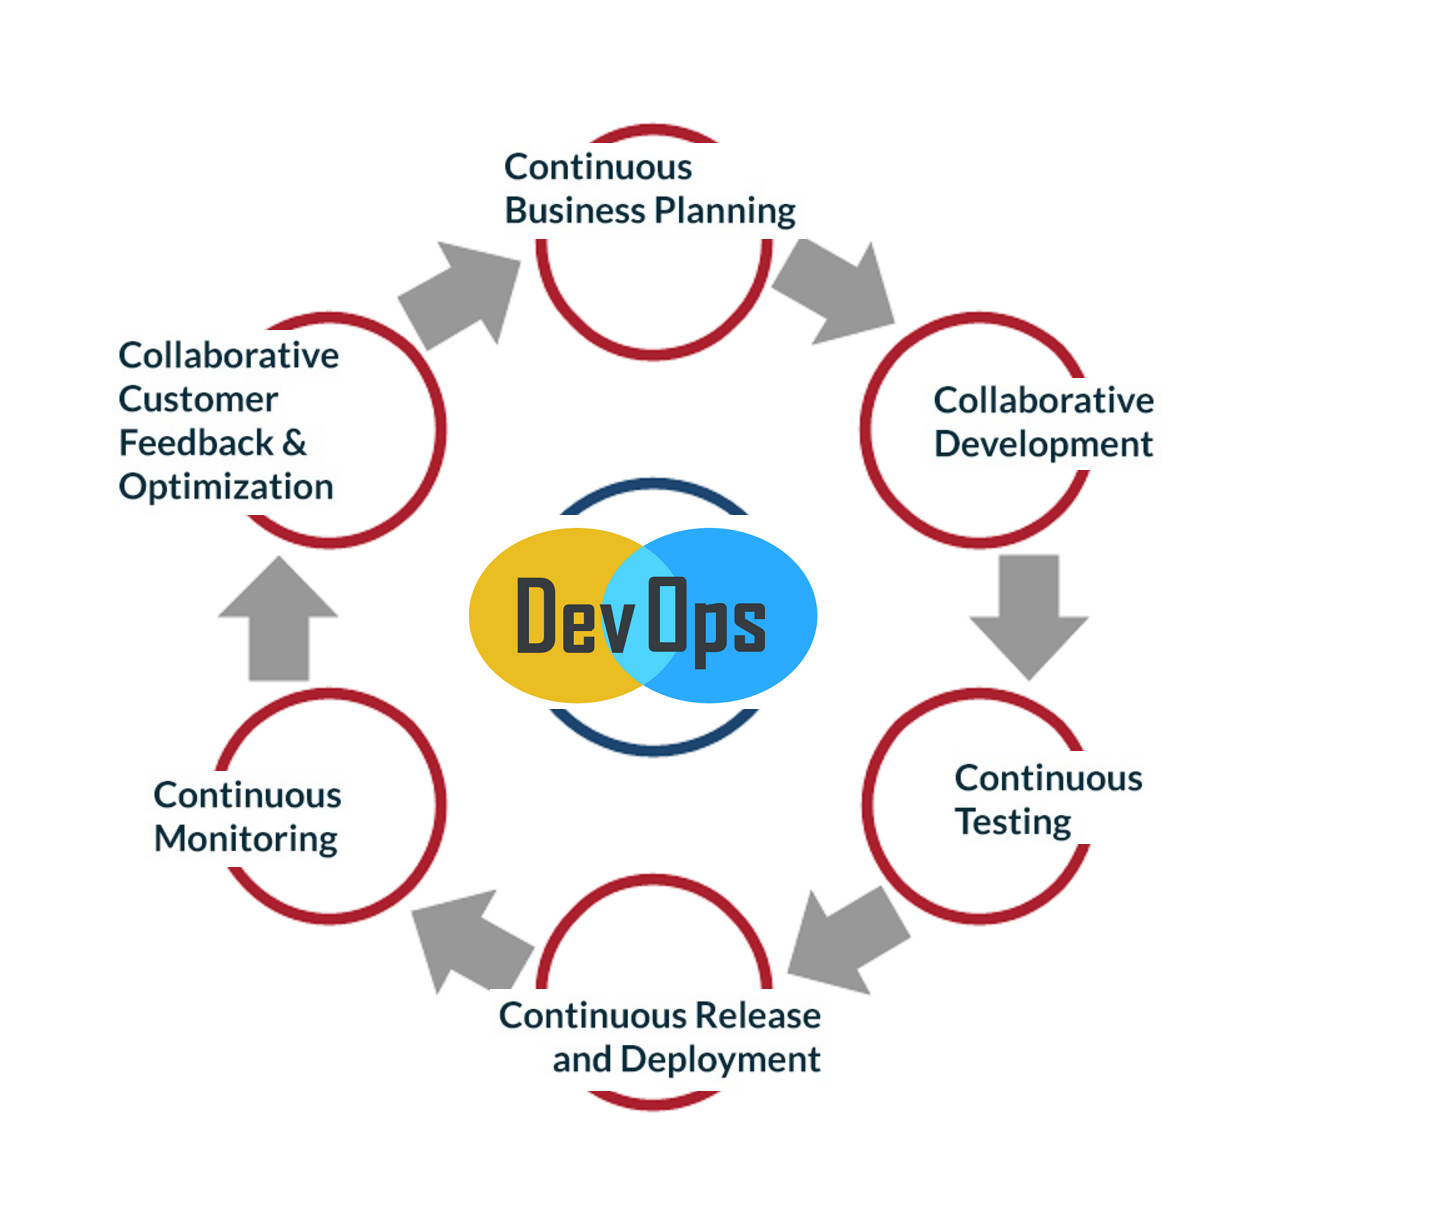 Continuous
Business Planning
Collaborative
Customer
Feedback &
Optimization
Collaborative
Development
DevOps
Continuous
Monitoring
Continuous
Testing
Continuous Release
and Deployment